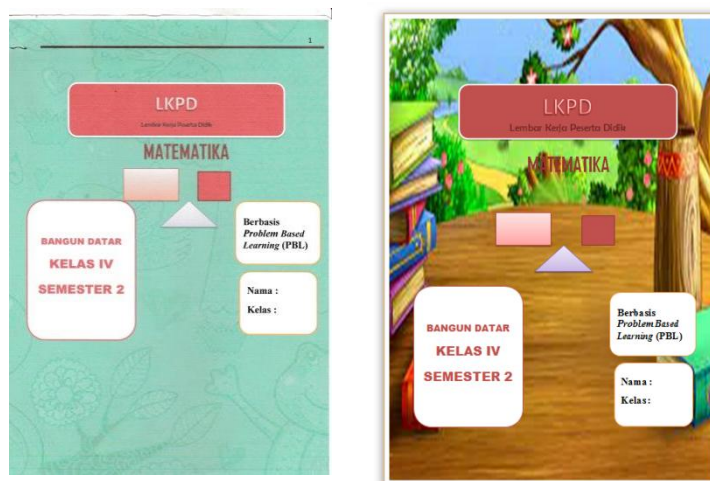 1
LKPD
Lembar Kerja Peserta Didik
MATEMATIKA
BANGUN DATAR
KELAS IV
SEMESTER 2
Berbasis
Problem Based
Learning (PBL)
Nama :
Kelas :
LKPD
Lembar Kerja Peserta Didik
MATEMATIKA
BANGUN DATAR
KELAS IV
SEMESTER 2
Berbasis
Problem Based
Learning (PBL)
Nama :
Kelas :